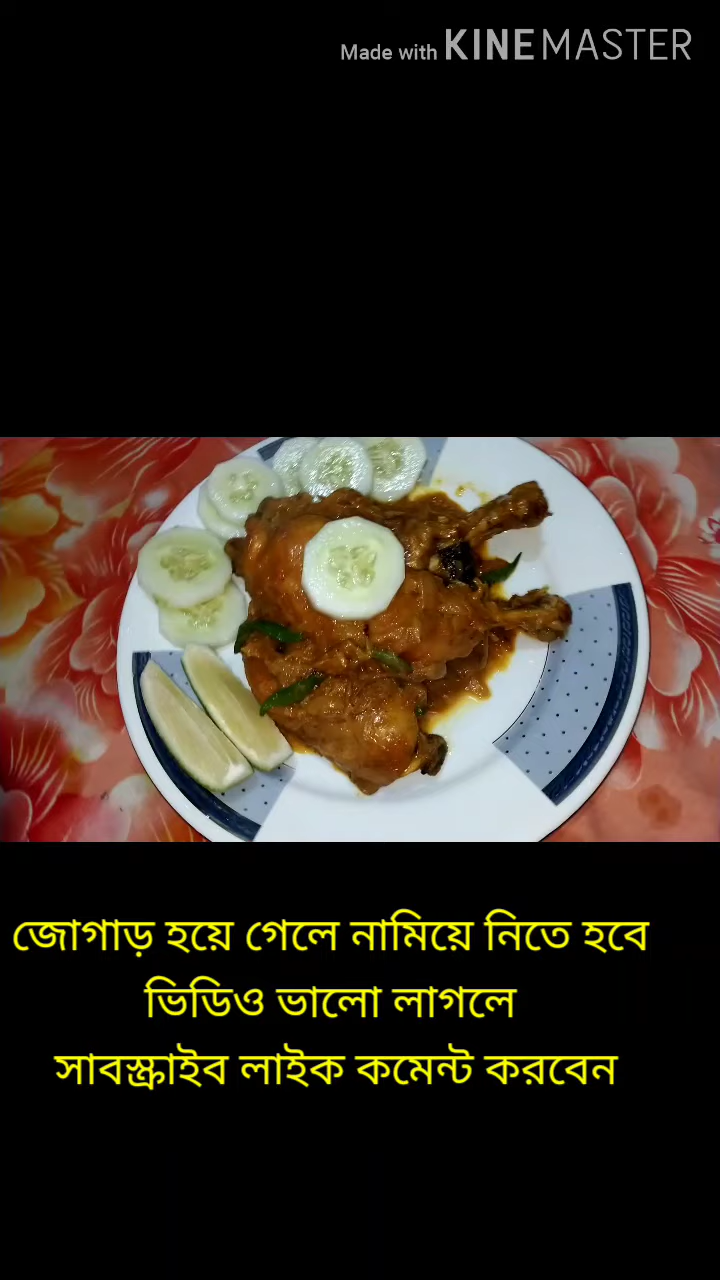 Made with KINEMASTER
জোগাড় হয়ে গেলে নামিয়ে নিতে হবে
ভিডিও ভালো লাগলে
সাবস্ক্রাইব লাইক কমেন্ট করবেন